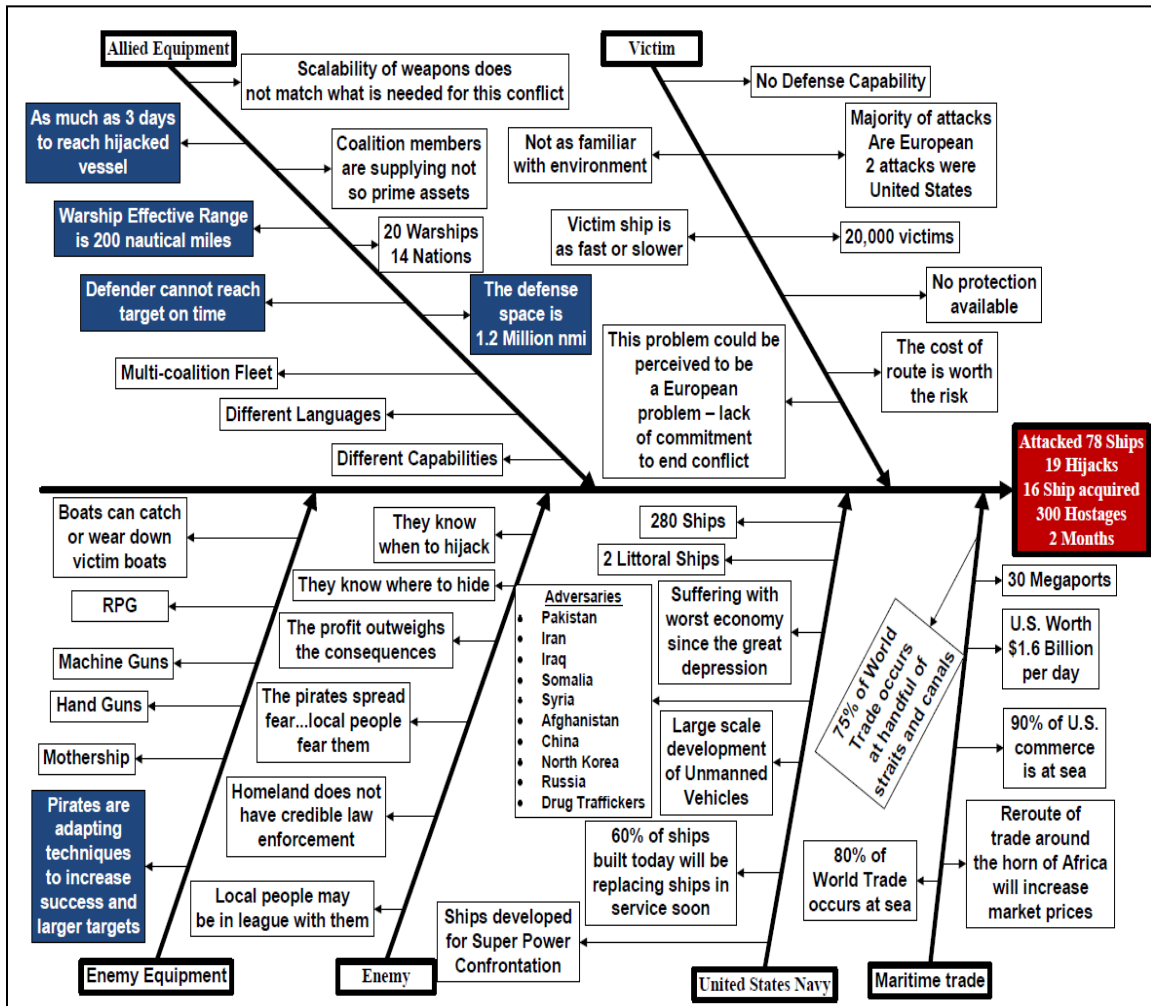 Allied Equipment
Scalability of weapons does
not match what is needed for this conflict
As much as 3 days
to reach hijacked
vessel
Coalition members
are supplying not
so prime assets
Warship Effective Range
is 200 nautical miles
20 Warships
14 Nations
Defender cannot reach
target on time
The
defense
space is
1.2 Million nmi
Multi-coalition Fleet
Different Languages
Different Capabilities
Victim
No Defense Capability
Not as familiar
with environment
Majority of attacks
Are European
2 attacks were
United States
Victim ship is
as fast or slower
20,000 victims
No protection
available
This problem could be
perceived to be
a European
problem – lack
of commitment
to end conflict
The cost of
route is worth
the risk
Attacked 78 Ships
19 Hijacks
16 Ship acquired
300 Hostages
2 Months
Boats can catch
or wear down
victim boats
RPG
Machine Guns
Hand Guns
Mothership
Pirates are
adapting
techniques
to increase
success and
larger targets
Enemy Equipment
They know
when to hijack
They know where to hide
The profit outweighs
the consequences
The pirates spread
fear...local people
fear them
Homeland does not
have credible law
enforcement
Local people may
be in league with them
Enemy
280 Ships
2 Littoral Ships
Adversaries
• Pakistan
• Iran
• Iraq
• Somalia
• Syria
• Afghanistan
• China
• North Korea
• Russia
• Drug Traffickers
Suffering with
worst economy
since the great
depression
Large scale
development
of Unmanned
Vehicles
60% of ships
built today will be
replacing ships in
service soon
Ships developed
for Super Power
Confrontation
United States Navy
75% of World
Trade occurs
at handful of
straits and canals
30 Megaports
U.S. Worth
$1.6 Billion
per day
90% of U.S.
commerce
is at sea
80% of
World Trade
occurs at sea
Reroute of
trade around
the horn of Africa
will increase
market prices
Maritime trade